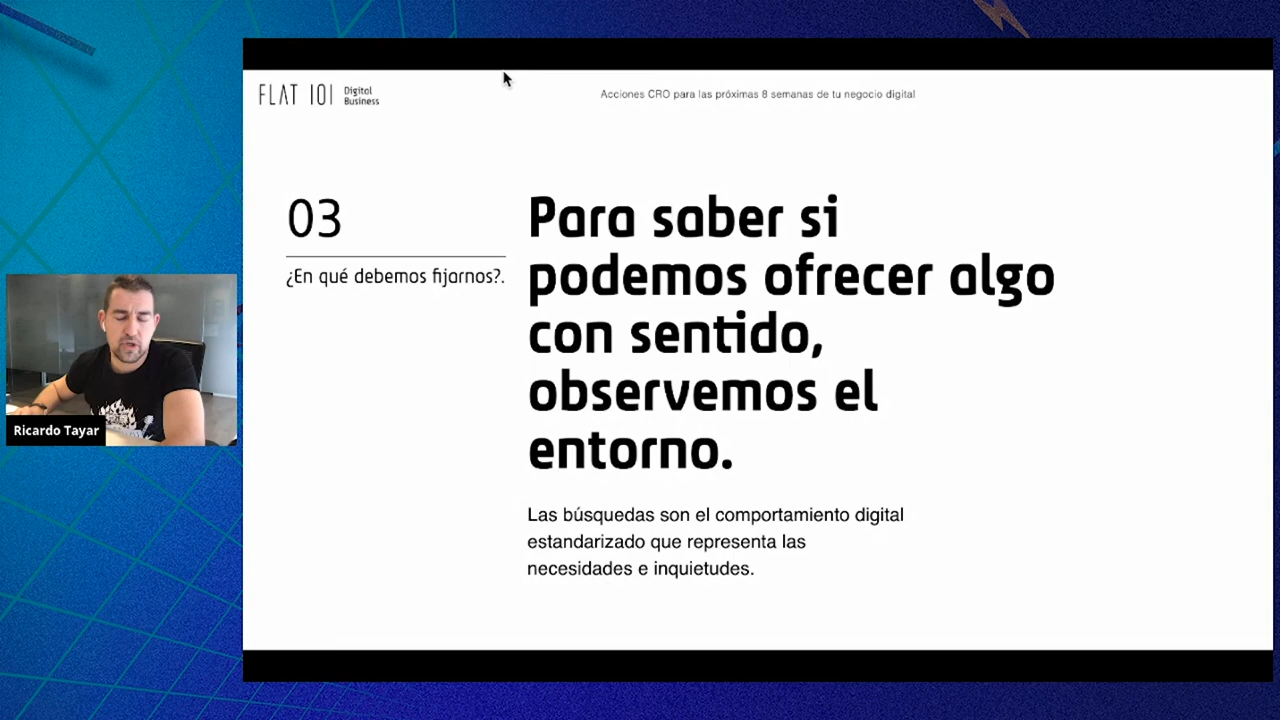 FLAT 101
Digital
Business
Acciones CRO para las próximas 8 semanas de tu negocio digital
03
¿En qué debemos fijarnos?.
Para saber si
podemos ofrecer algo
con sentido,
observemos el
entorno.
Las búsquedas son el comportamiento digital
estandarizado que representa las
necesidades e inquietudes.
Ricardo Tayar